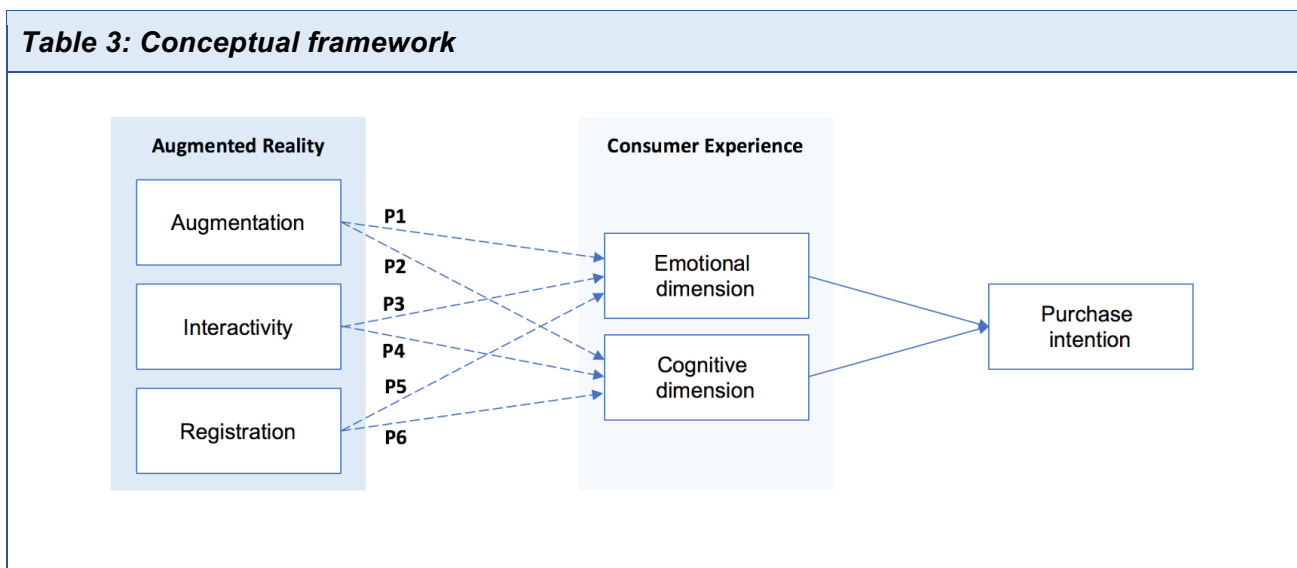 Table 3: Conceptual framework
Augmented Reality
Consumer Experience
Augmentation
P1
P2
Emotional
dimension
Interactivity
P3
P4
Purchase
intention
Cognitive
dimension
Registration
P5
P6